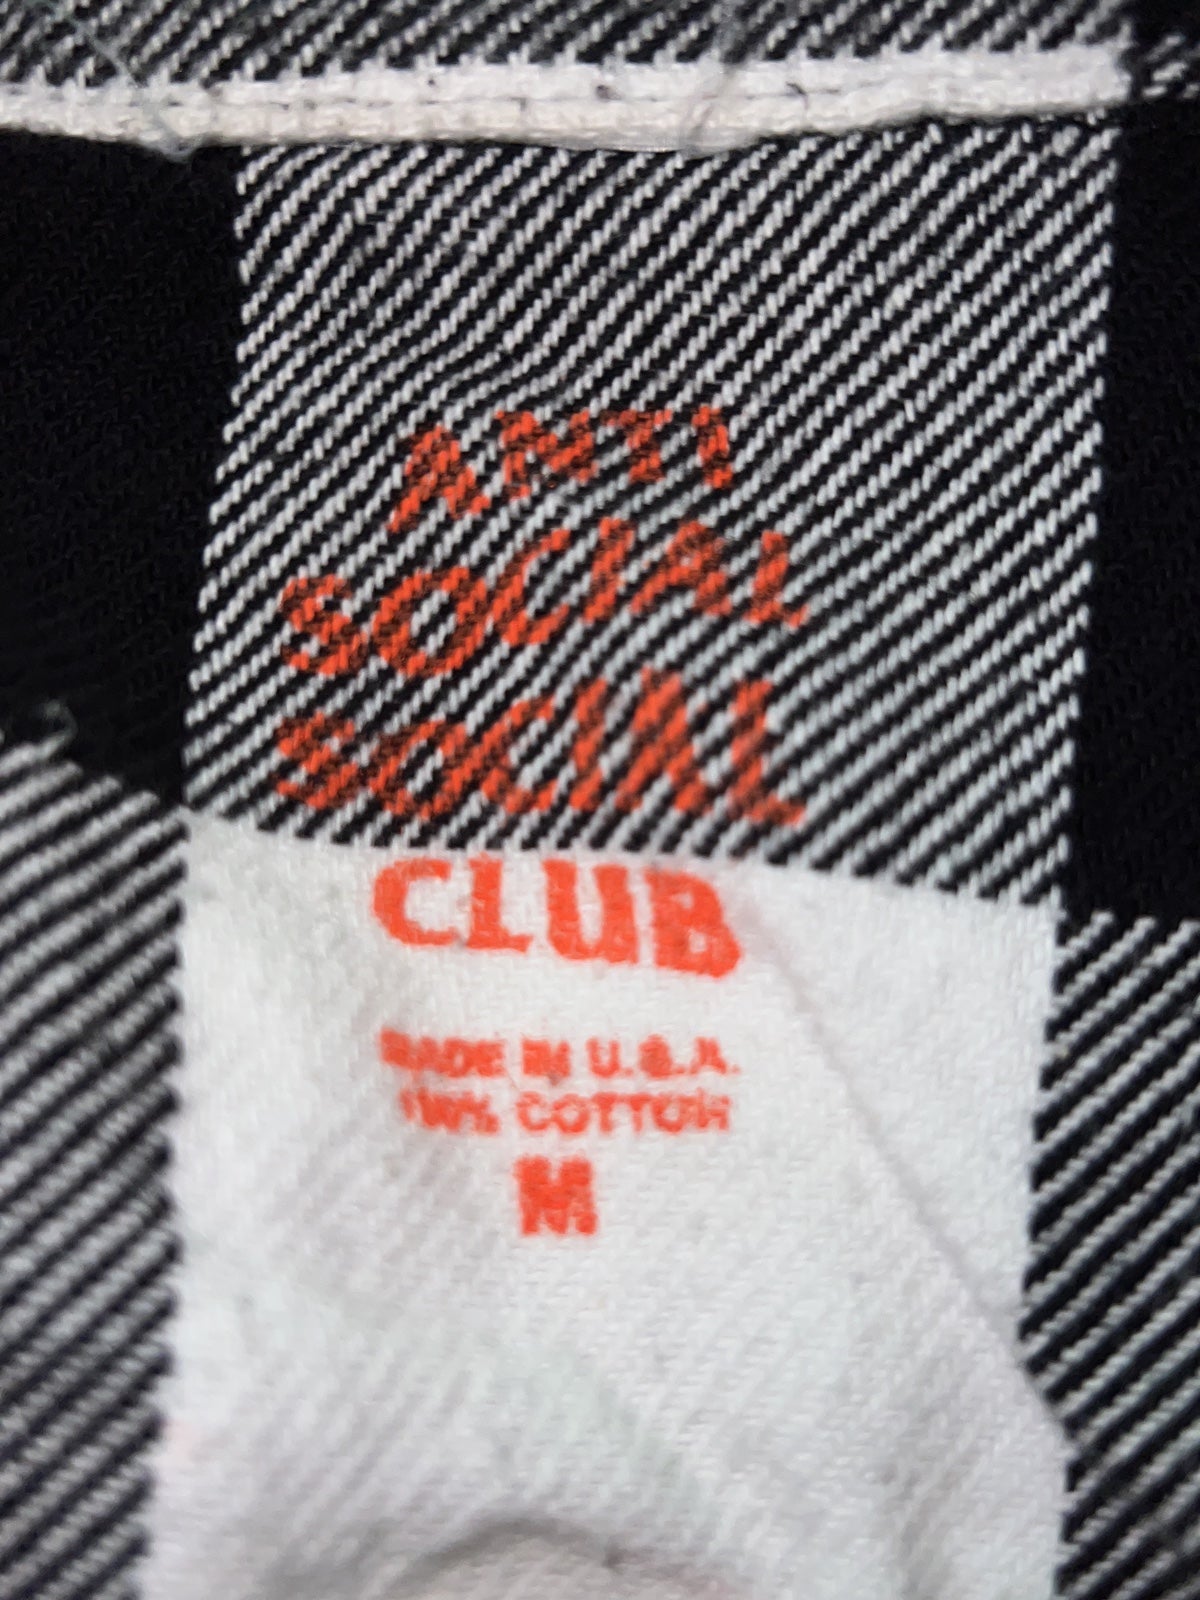 ANTI
SOCIAL
SOCIAL
CLUB
MADE IN U.S.A.
100% COTTON
M